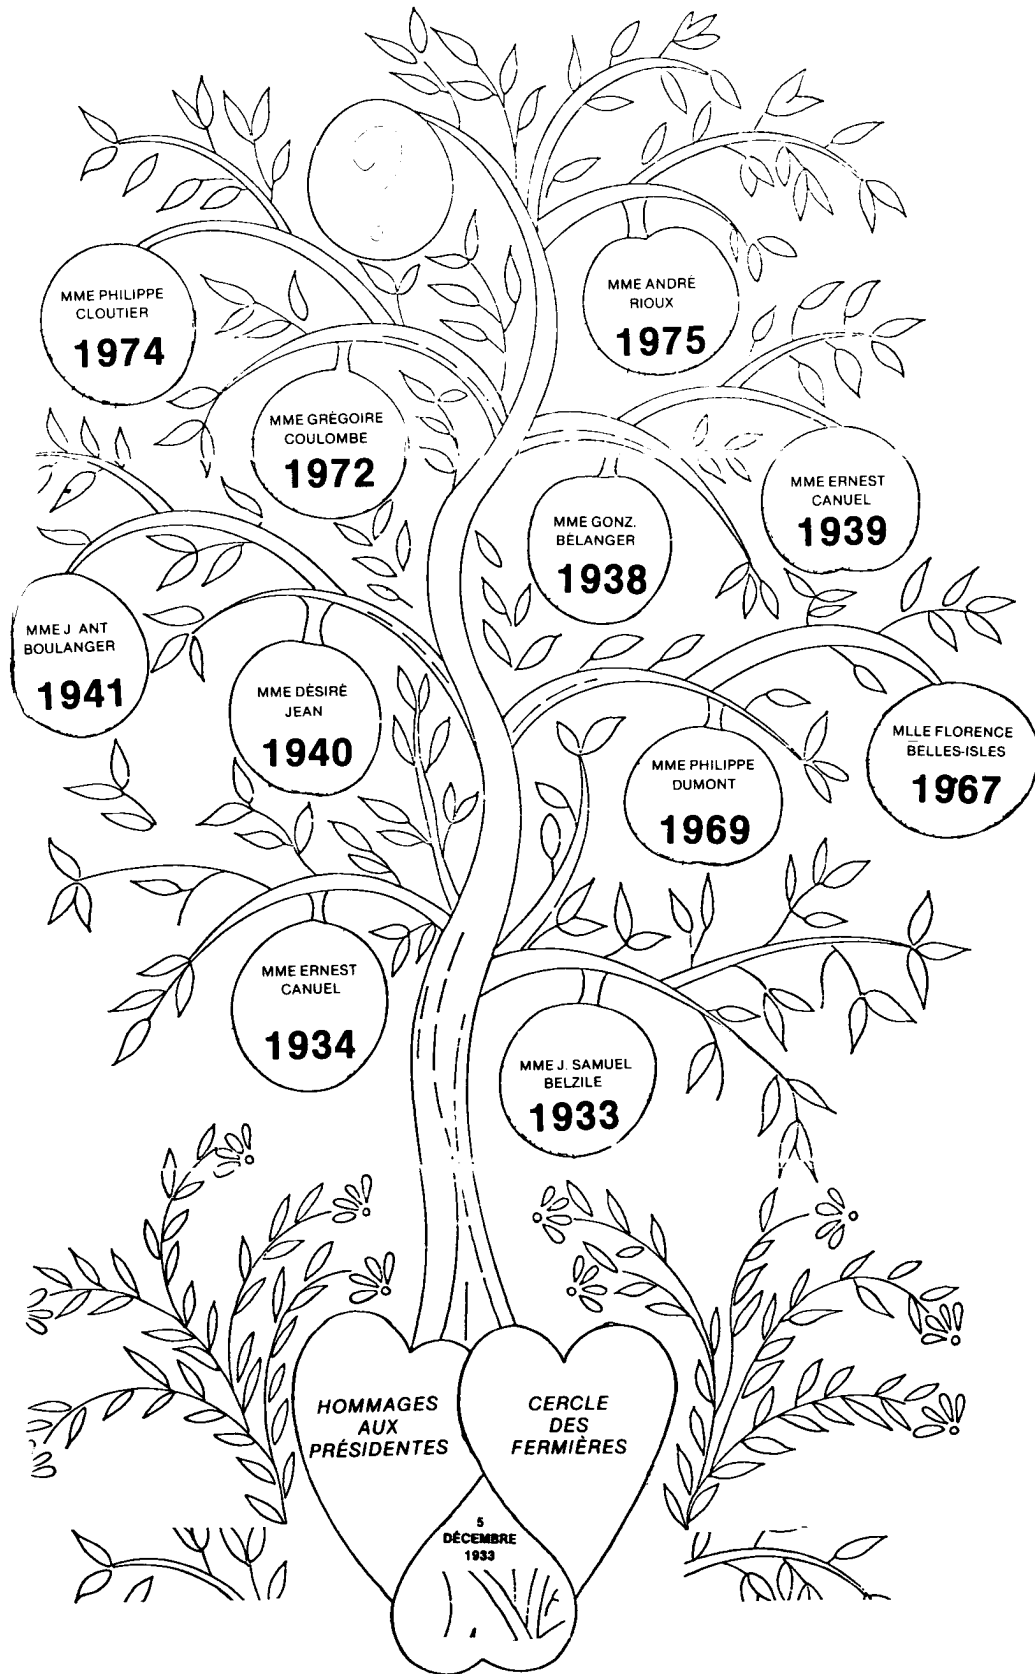 ?
MME PHILIPPE
CLOUTIER
1974
MME ANDRÉ
RIOUX
1975
MME GRÉGOIRE
COULOMBE
1972
MME ERNEST
CANUEL
1939
MME GONZ.
BÉLANGER
1938
MME J ANT
BOULANGER
1941
MME DÉSIRÉ
JEAN
1940
MME PHILIPPE
DUMONT
1969
MLLE FLORENCE
BELLES-ISLES
1967
MME ERNEST
CANUEL
1934
MME J. SAMUEL
BELZILE
1933
HOMMAGES
AUX
PRÉSIDENTES
CERCLE
DES
FERMIÈRES
5
DÉCEMBRE
1933